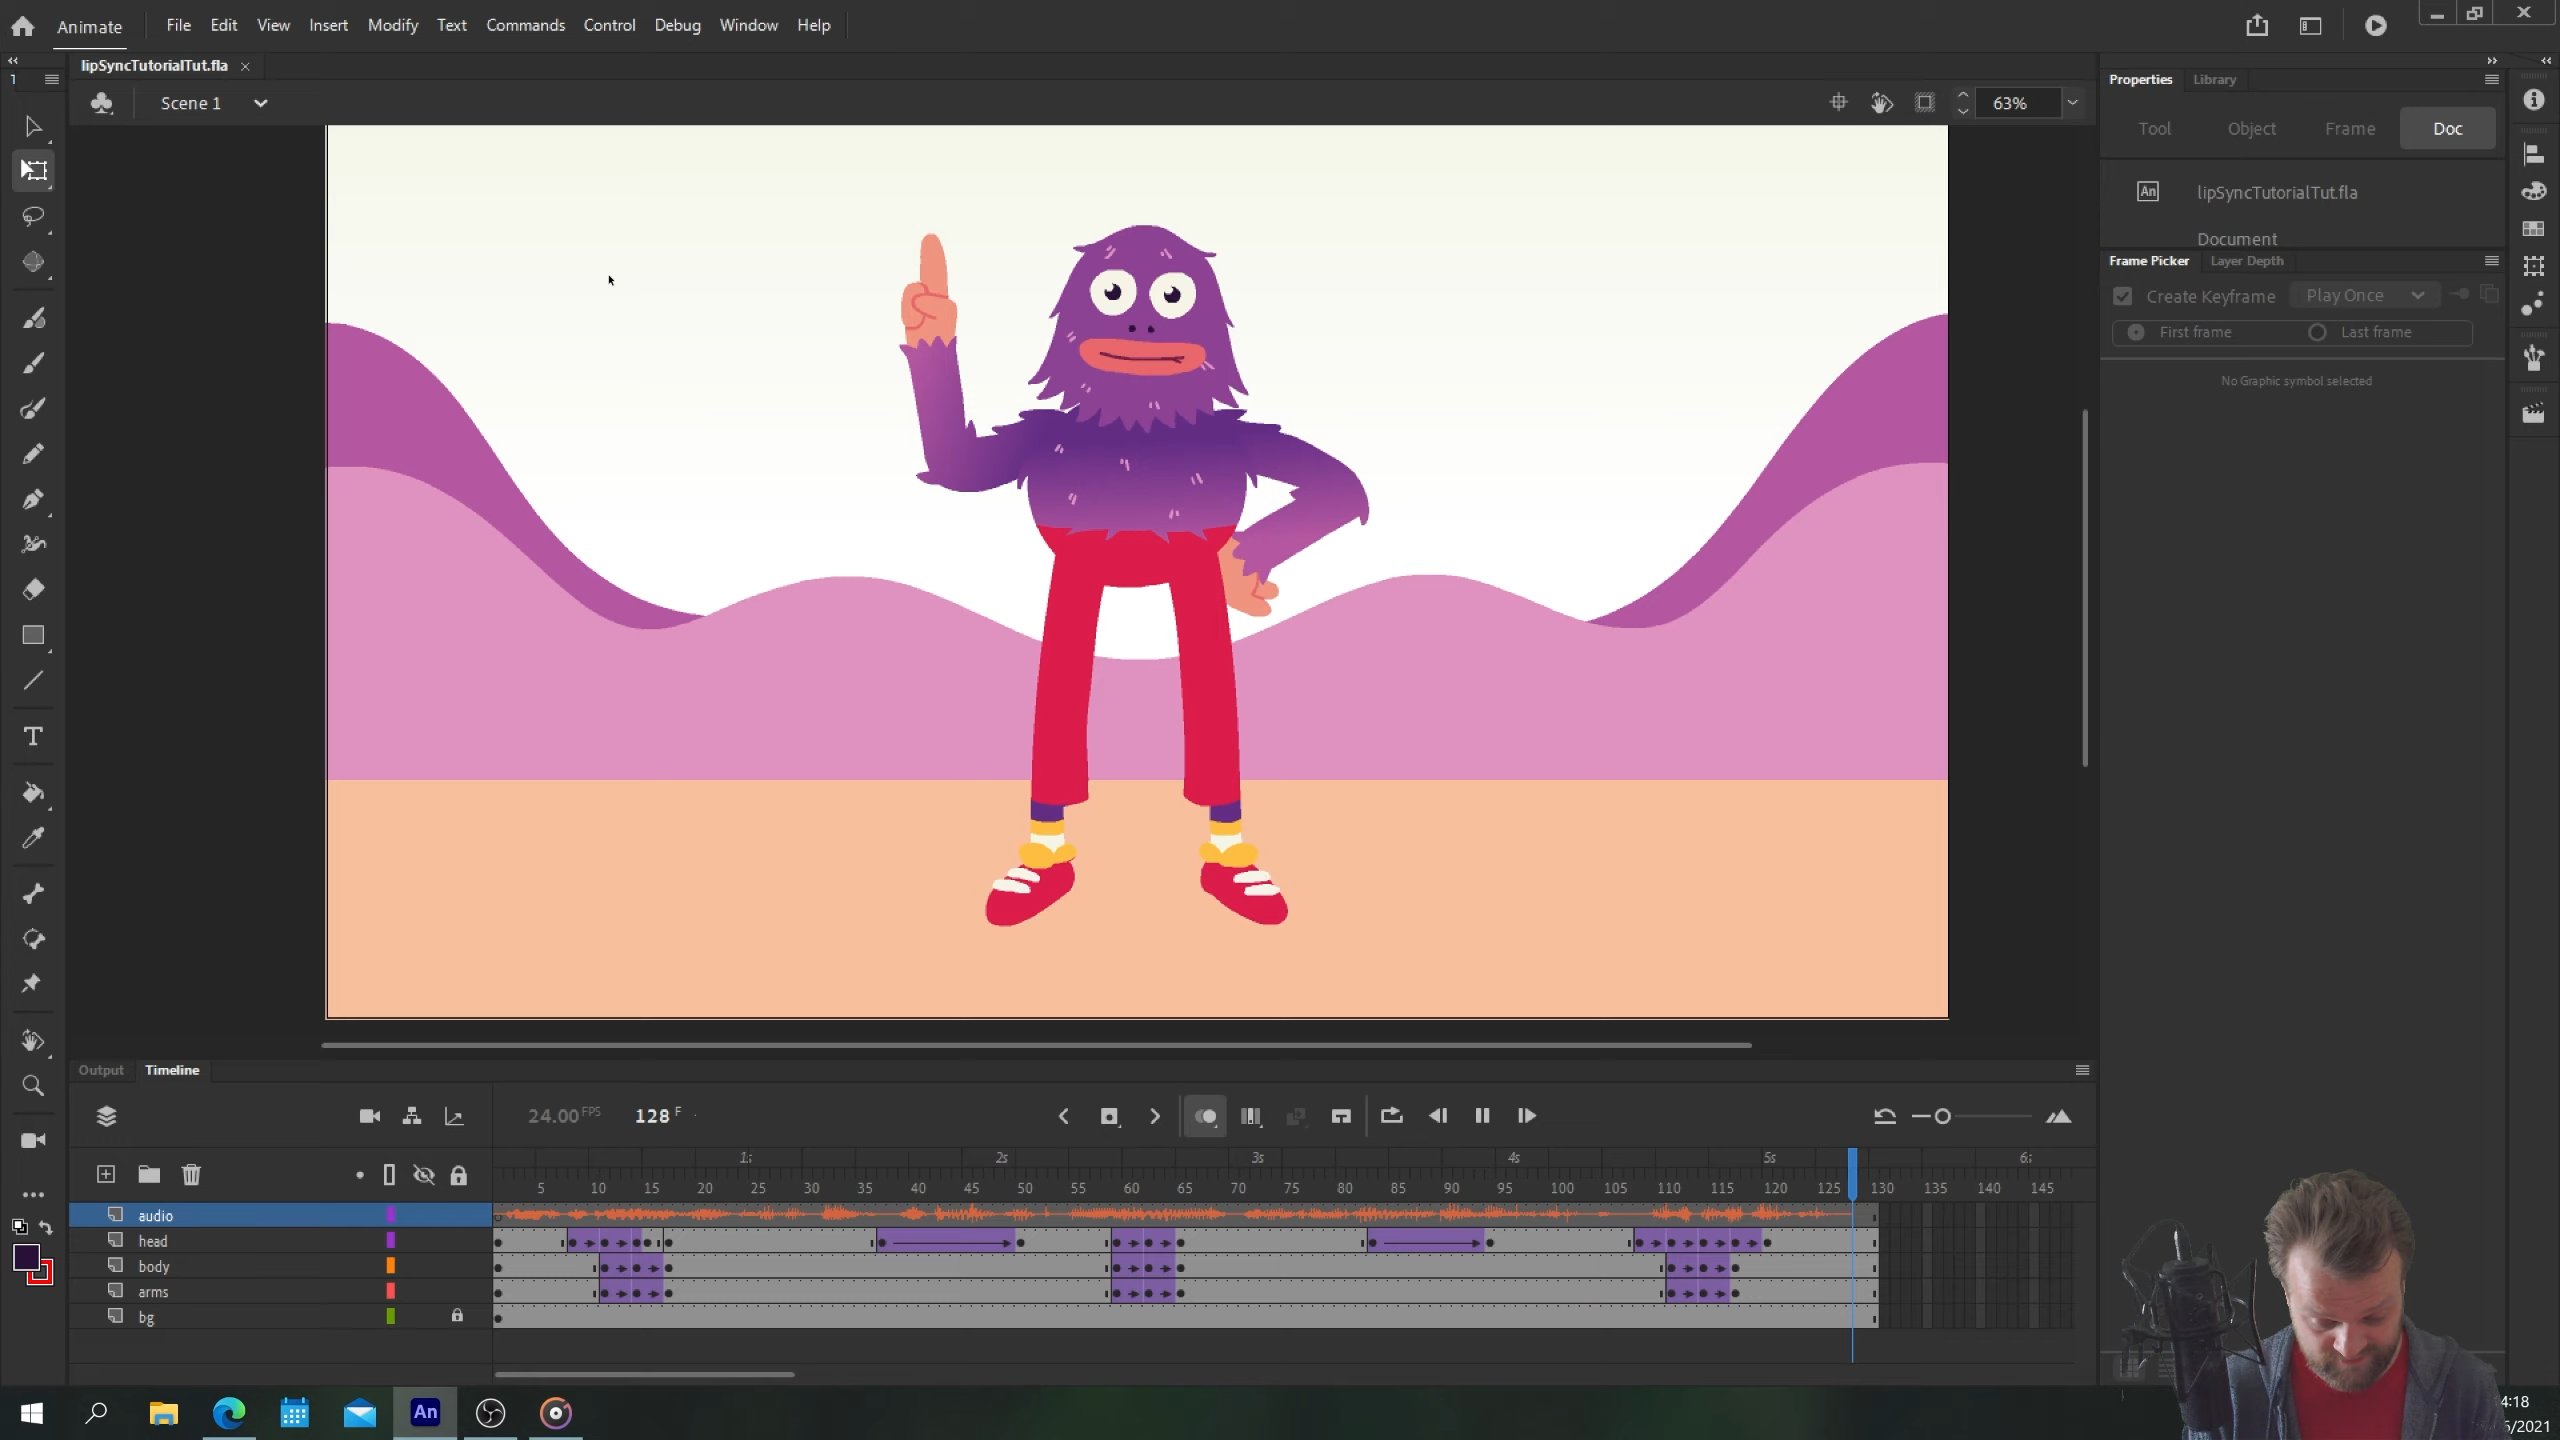 Animate File Edit View Insert Modify Text Commands Control Debug Window Help
lipSyncTutorialTut.fla
Scene 1
63%
Properties Library
Tool Object Frame Doc
An lipSyncTutorialTut.fla
Document
Frame Picker Layer Depth
Create Keyframe Play Once
First frame Last frame
No Graphic symbol selected
Output Timeline
24.00 FPS 128 F
1s 2s 3s 4s 5s 6s
5 10 15 20 25 30 35 40 45 50 55 60 65 70 75 80 85 90 95 100 105 110 115 120 125 130 135 140 145
audio
head
body
arms
bg
An
4:18
/2021